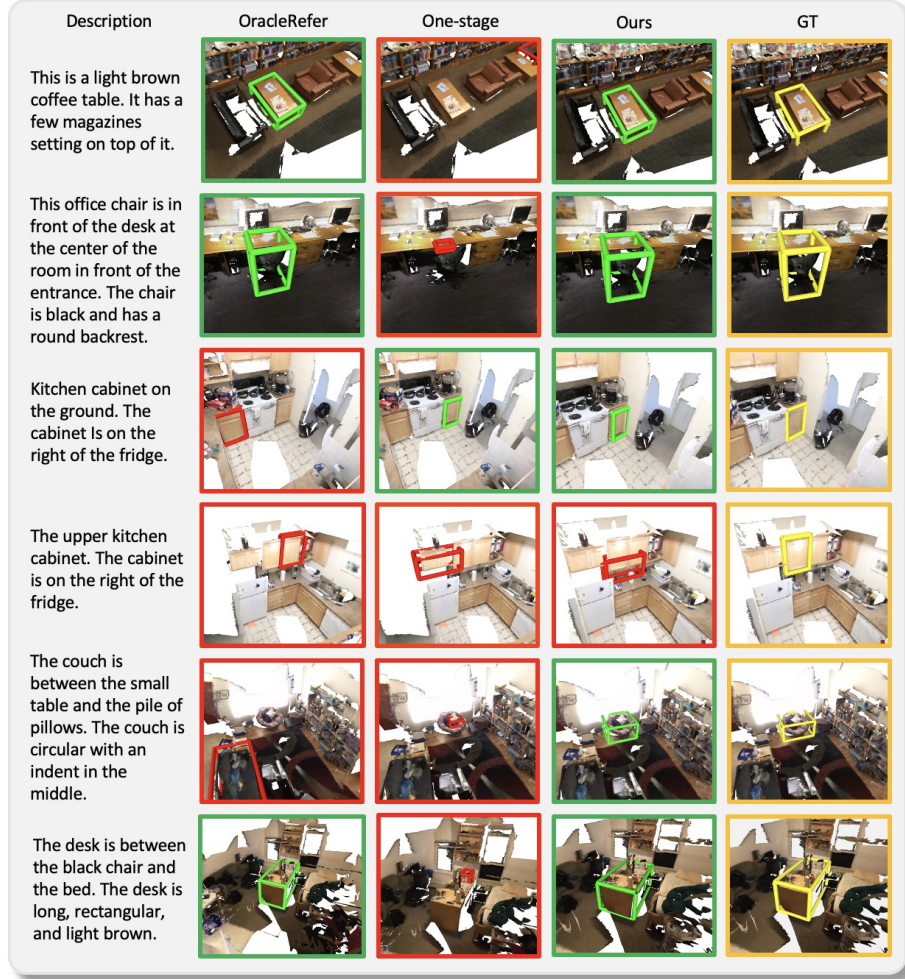 Description OracleRefer One-stage Ours GT
This is a light brown
coffee table. It has a
few magazines
setting on top of it.
This office chair is in
front of the desk at
the center of the
room in front of the
entrance. The chair
is black and has a
round backrest.
Kitchen cabinet on
the ground. The
cabinet Is on the
right of the fridge.
The upper kitchen
cabinet. The cabinet
is on the right of the
fridge.
The couch is
between the small
table and the pile of
pillows. The couch is
circular with an
indent in the
middle.
The desk is between
the black chair and
the bed. The desk is
long, rectangular,
and light brown.